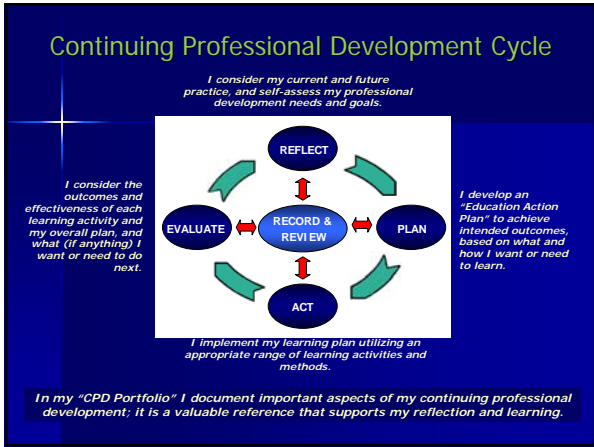 Continuing Professional Development Cycle
I consider my current and future
practice, and self-assess my professional
development needs and goals.
REFLECT
I consider the
outcomes and
effectiveness of each
learning activity and
my overall plan, and
what (if anything) I
want or need to do
next.
EVALUATE
RECORD &
REVIEW
PLAN
I develop an
"Education Action
Plan" to achieve
intended outcomes,
based on what and
how I want or need
to learn.
ACT
I implement my learning plan utilizing an
appropriate range of learning activities and
methods.
In my "CPD Portfolio" I document important aspects of my continuing professional
development; it is a valuable reference that supports my reflection and learning.